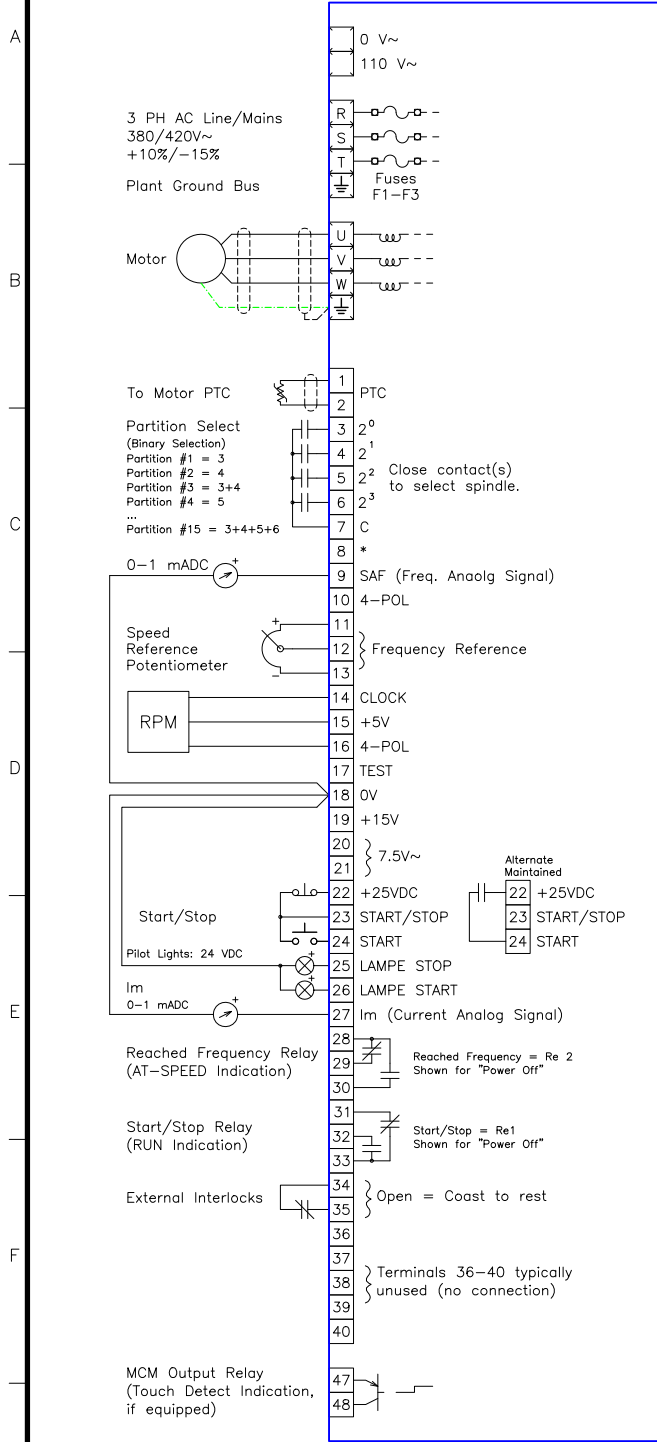 A
0 V~
110 V~
3 PH AC Line/Mains
380/420V~
+10%/-15%
R
S
T
Fuses
F1-F3
Plant Ground Bus
B
Motor
U
V
W
To Motor PTC
1
2
PTC
Partition Select
(Binary Selection)
Partition #1 = 3
Partition #2 = 4
Partition #3 = 3+4
Partition #4 = 5
...
Partition #15 = 3+4+5+6
3 2⁰
4 2¹
5 2²
6 2³
Close contact(s)
to select spindle.
C
7 C
8 *
0-1 mADC
+
9 SAF (Freq. Anaolg Signal)
10 4-POL
Speed
Reference
Potentiometer
+
-
11
12
13
Frequency Reference
RPM
14 CLOCK
15 +5V
16 4-POL
D
17 TEST
18 0V
19 +15V
20
21
7.5V~
Start/Stop
22 +25VDC
23 START/STOP
24 START
Alternate
Maintained
22 +25VDC
23 START/STOP
24 START
Pilot Lights: 24 VDC
+
25 LAMPE STOP
+
26 LAMPE START
E
Im
0-1 mADC
+
27 Im (Current Analog Signal)
Reached Frequency Relay
(AT-SPEED Indication)
28
29
30
Reached Frequency = Re 2
Shown for "Power Off"
Start/Stop Relay
(RUN Indication)
31
32
33
Start/Stop = Re1
Shown for "Power Off"
External Interlocks
34
35
Open = Coast to rest
F
36
37
38
39
40
Terminals 36-40 typically
unused (no connection)
MCM Output Relay
(Touch Detect Indication,
if equipped)
47
48